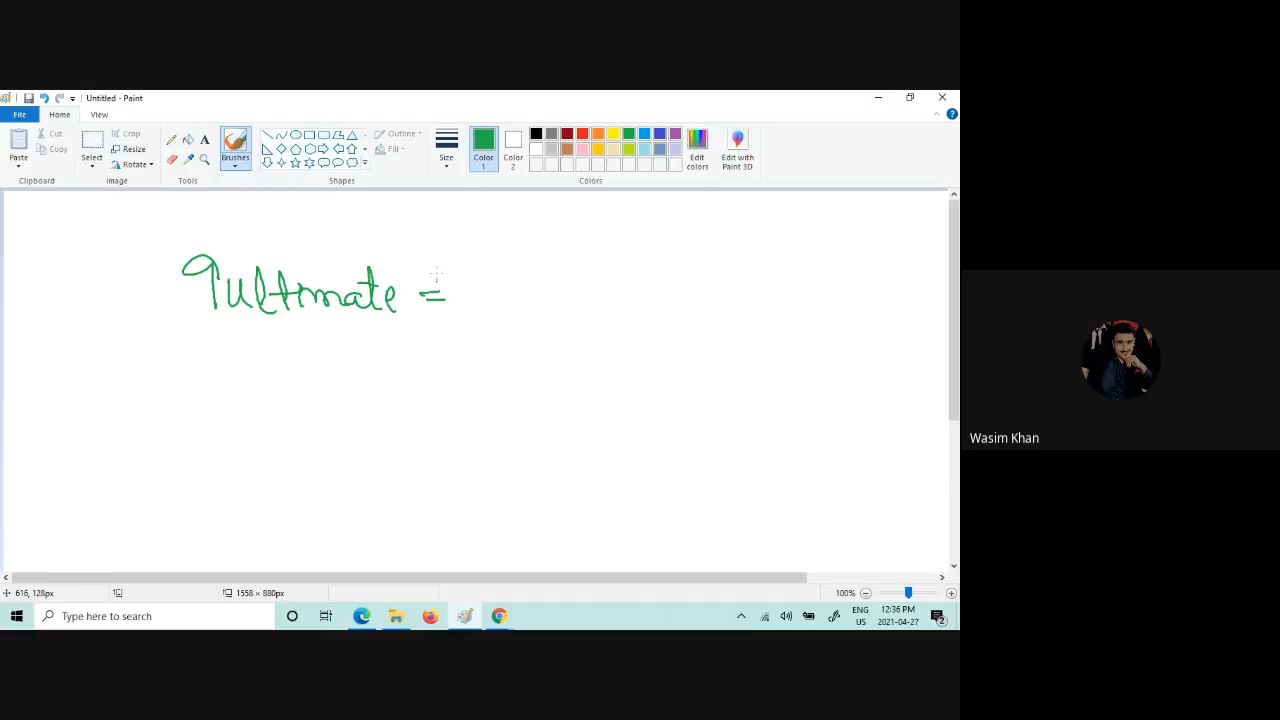 Untitled - Paint
File Home View
Paste
Cut
Copy
Clipboard
Select
Crop
Resize
Rotate
Image
Tools
Brushes
Outline
Fill
Shapes
Size
Color 1
Color 2
Edit colors
Edit with Paint 3D
Colors
qultimate =
Wasim Khan
616, 128px
1558 × 880px
100%
Type here to search
ENG
US
12:36 PM
2021-04-27
2